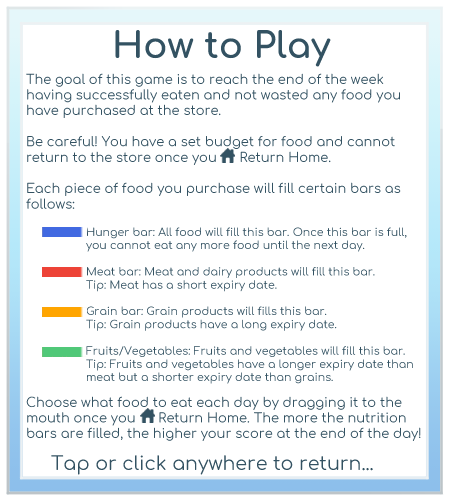 How to Play
The goal of this game is to reach the end of the week
having successfully eaten and not wasted any food you
have purchased at the store.
Be careful! You have a set budget for food and cannot
return to the store once you Return Home.
Each piece of food you purchase will fill certain bars as
follows:
Hunger bar: All food will fill this bar. Once this bar is full,
you cannot eat any more food until the next day.
Meat bar: Meat and dairy products will fill this bar.
Tip: Meat has a short expiry date.
Grain bar: Grain products will fills this bar.
Tip: Grain products have a long expiry date.
Fruits/Vegetables: Fruits and vegetables will fill this bar.
Tip: Fruits and vegetables have a longer expiry date than
meat but a shorter expiry date than grains.
Choose what food to eat each day by dragging it to the
mouth once you Return Home. The more the nutrition
bars are filled, the higher your score at the end of the day!
Tap or click anywhere to return...